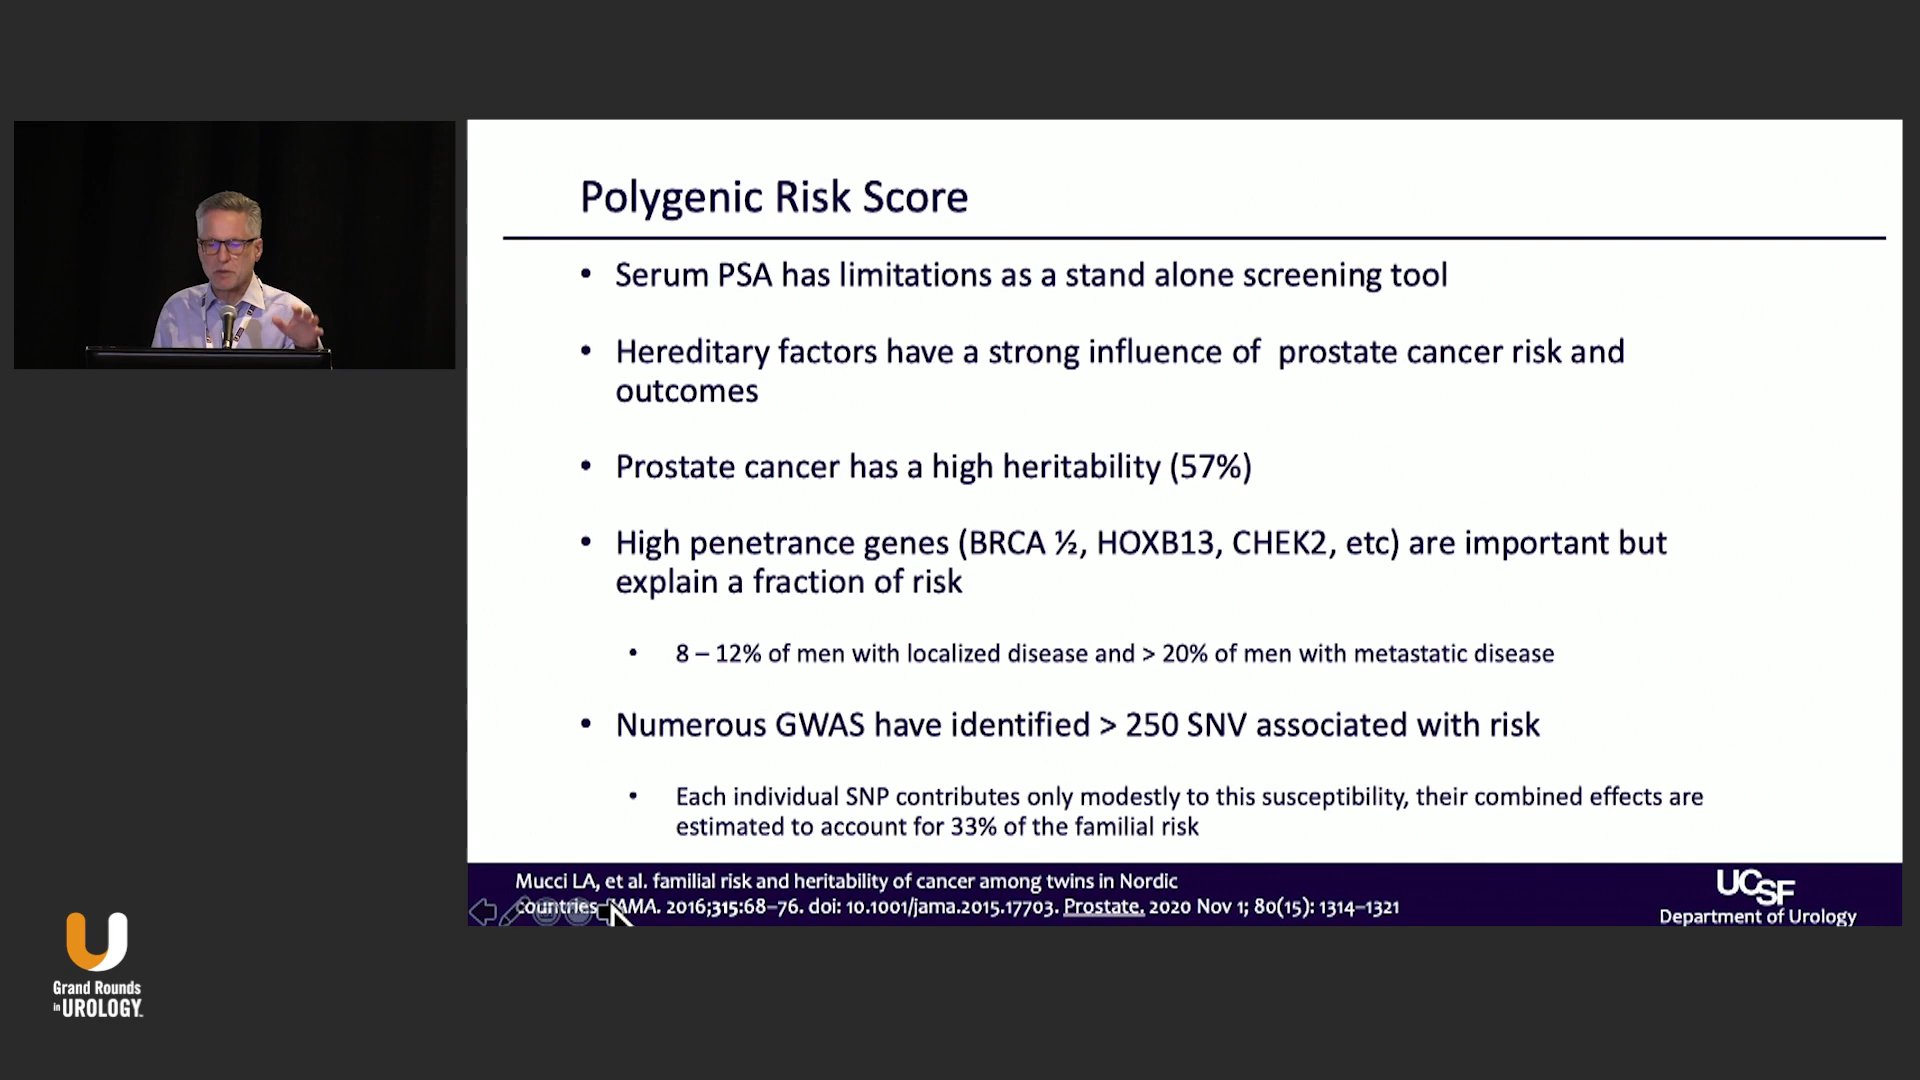 Polygenic Risk Score
• Serum PSA has limitations as a stand alone screening tool
• Hereditary factors have a strong influence of prostate cancer risk and
outcomes
• Prostate cancer has a high heritability (57%)
• High penetrance genes (BRCA ½, HOXB13, CHEK2, etc) are important but
explain a fraction of risk
• 8 – 12% of men with localized disease and > 20% of men with metastatic disease
• Numerous GWAS have identified > 250 SNV associated with risk
• Each individual SNP contributes only modestly to this susceptibility, their combined effects are
estimated to account for 33% of the familial risk
Mucci LA, et al. familial risk and heritability of cancer among twins in Nordic
countries. JAMA. 2016;315:68–76. doi: 10.1001/jama.2015.17703. Prostate. 2020 Nov 1; 80(15): 1314–1321
UCSF
Department of Urology
Grand Rounds
in UROLOGY